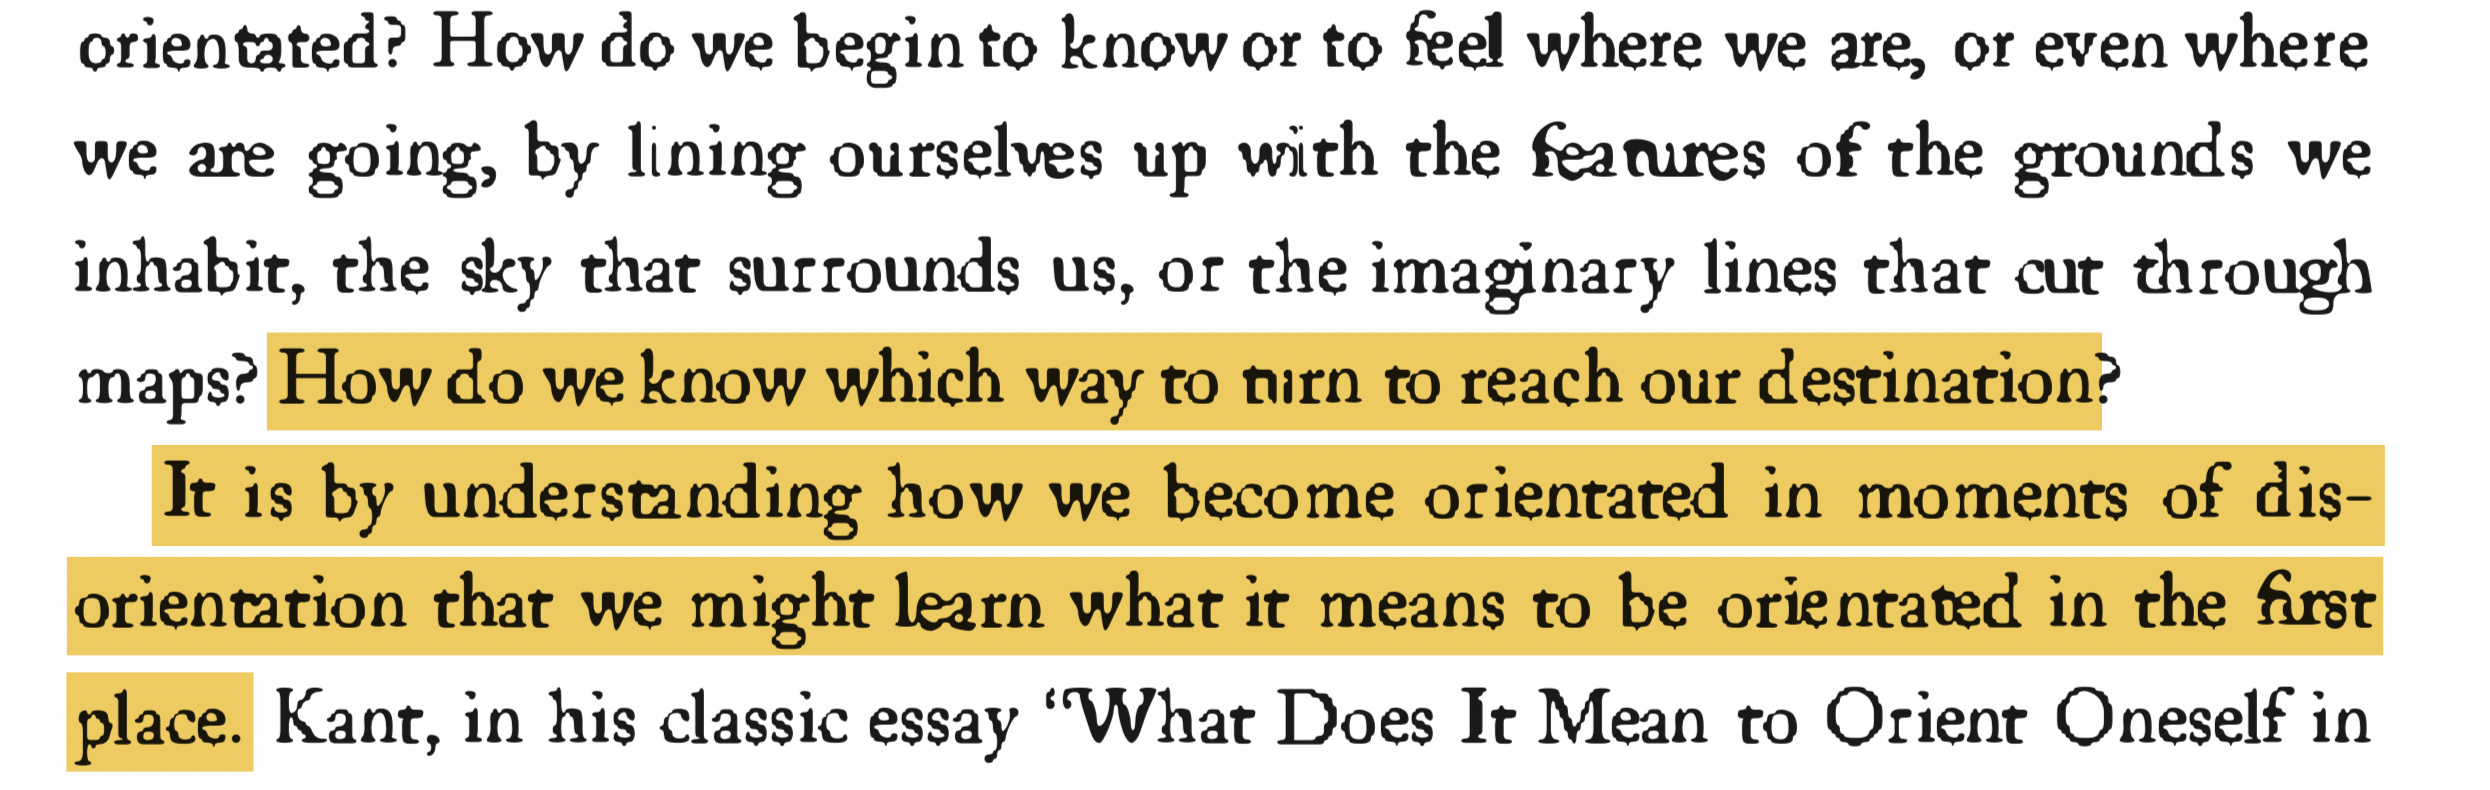 orientated? How do we begin to know or to feel where we are, or even where
we are going, by lining ourselves up with the features of the grounds we
inhabit, the sky that surrounds us, or the imaginary lines that cut through
maps? How do we know which way to turn to reach our destination?
It is by understanding how we become orientated in moments of dis-
orientation that we might learn what it means to be orientated in the first
place. Kant, in his classic essay “What Does It Mean to Orient Oneself in